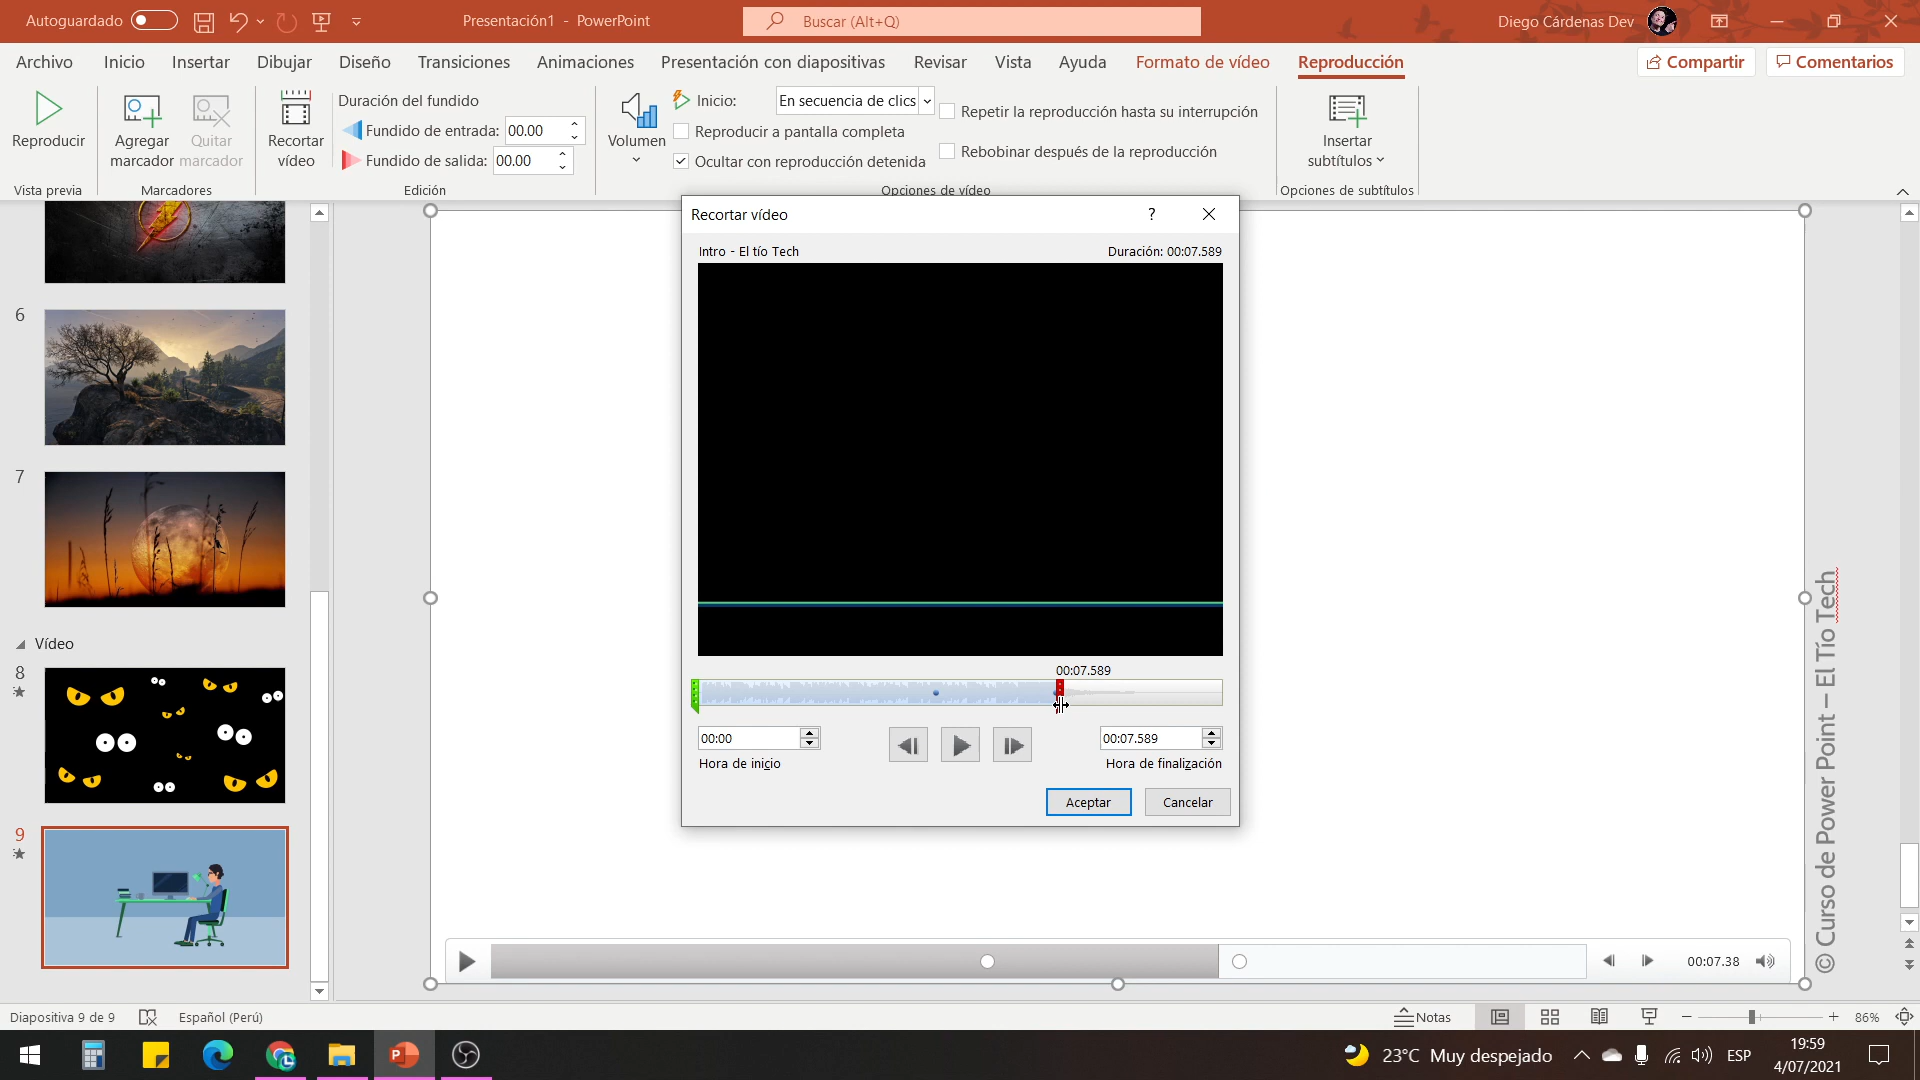 Autoguardado
Presentación1 - PowerPoint
Buscar (Alt+Q)
Diego Cárdenas Dev
Archivo Inicio Insertar Dibujar Diseño Transiciones Animaciones Presentación con diapositivas Revisar Vista Ayuda Formato de vídeo Reproducción
Compartir
Comentarios
Reproducir
Vista previa
Agregar marcador
Quitar marcador
Marcadores
Recortar vídeo
Duración del fundido
Fundido de entrada: 00.00
Fundido de salida: 00.00
Edición
Volumen
Inicio: En secuencia de clics
Reproducir a pantalla completa
Ocultar con reproducción detenida
Repetir la reproducción hasta su interrupción
Rebobinar después de la reproducción
Opciones de vídeo
Insertar subtítulos
Opciones de subtítulos
6
7
Vídeo
8
9
Recortar vídeo
?
Intro - El tío Tech
Duración: 00:07.589
00:07.589
00:00
Hora de inicio
00:07.589
Hora de finalización
Aceptar
Cancelar
© Curso de Power Point – El Tío Tech
00:07.38
Diapositiva 9 de 9
Español (Perú)
Notas
86%
23°C Muy despejado
ESP
19:59
4/07/2021